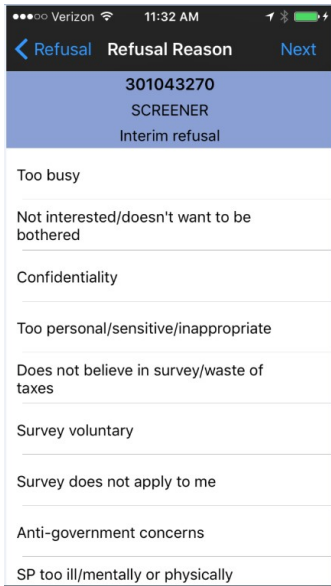 Verizon 11:32 AM
Refusal Refusal Reason Next
301043270
SCREENER
Interim refusal
Too busy
Not interested/doesn't want to be
bothered
Confidentiality
Too personal/sensitive/inappropriate
Does not believe in survey/waste of
taxes
Survey voluntary
Survey does not apply to me
Anti-government concerns
SP too ill/mentally or physically